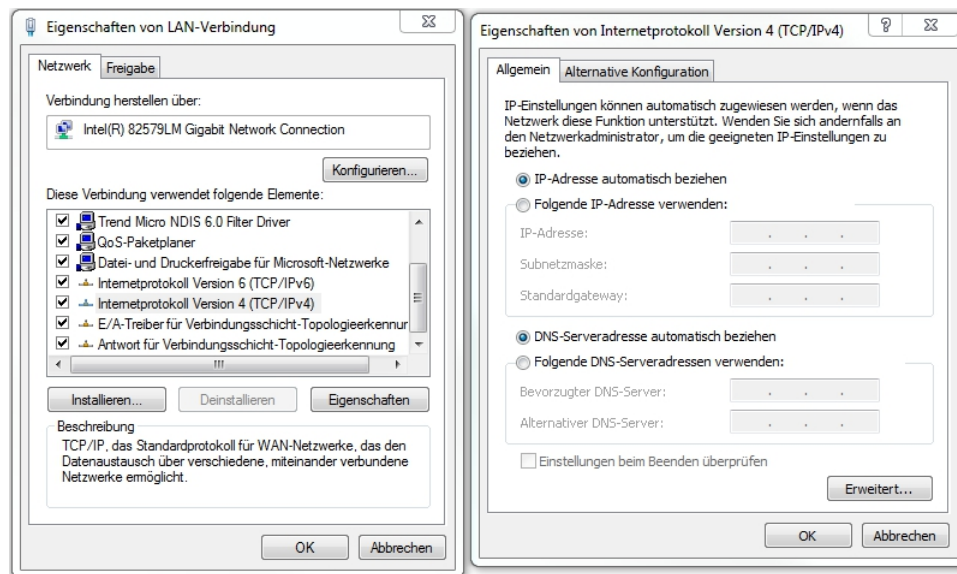 Eigenschaften von LAN-Verbindung
Netzwerk
Freigabe
Verbindung herstellen über:
Intel(R) 82579LM Gigabit Network Connection
Konfigurieren...
Diese Verbindung verwendet folgende Elemente:
Trend Micro NDIS 6.0 Filter Driver
QoS-Paketplaner
Datei- und Druckerfreigabe für Microsoft-Netzwerke
Internetprotokoll Version 6 (TCP/IPv6)
Internetprotokoll Version 4 (TCP/IPv4)
E/A-Treiber für Verbindungsschicht-Topologieerkennur
Antwort für Verbindungsschicht-Topologieerkennung
Installieren...
Deinstallieren
Eigenschaften
Beschreibung
TCP/IP, das Standardprotokoll für WAN-Netzwerke, das den
Datenaustausch über verschiedene, miteinander verbundene
Netzwerke ermöglicht.
OK
Abbrechen
Eigenschaften von Internetprotokoll Version 4 (TCP/IPv4)
Allgemein
Alternative Konfiguration
IP-Einstellungen können automatisch zugewiesen werden, wenn das
Netzwerk diese Funktion unterstützt. Wenden Sie sich andernfalls an
den Netzwerkadministrator, um die geeigneten IP-Einstellungen zu
beziehen.
IP-Adresse automatisch beziehen
Folgende IP-Adresse verwenden:
IP-Adresse:
Subnetzmaske:
Standardgateway:
DNS-Serveradresse automatisch beziehen
Folgende DNS-Serveradressen verwenden:
Bevorzugter DNS-Server:
Alternativer DNS-Server:
Einstellungen beim Beenden überprüfen
Erweitert...
OK
Abbrechen